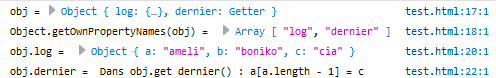 obj = ▶ Object { log: {…}, dernier: Getter } test.html:17:1
Object.getOwnPropertyNames(obj) = ▶ Array [ "log", "dernier" ] test.html:18:1
obj.log = ▶ Object { a: "ameli", b: "boniko", c: "cia" } test.html:20:1
obj.dernier = Dans obj.get dernier() : a[a.length - 1] = c test.html:22:1